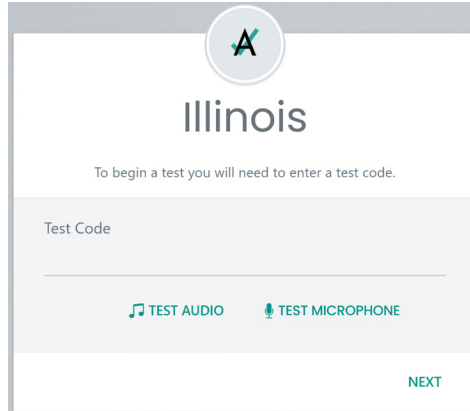 Illinois
To begin a test you will need to enter a test code.
Test Code
TEST AUDIO TEST MICROPHONE
NEXT